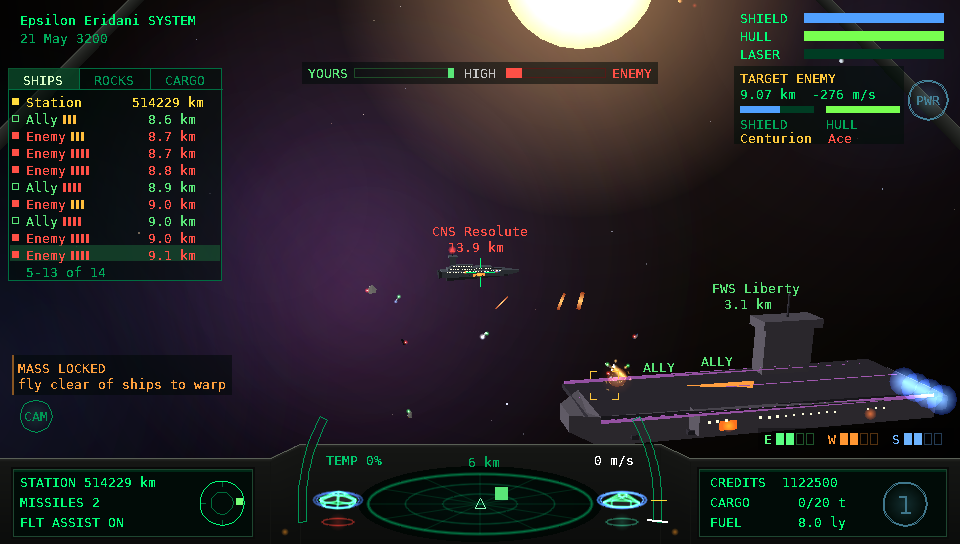 Epsilon Eridani SYSTEM
21 May 3200
SHIPS ROCKS CARGO
Station 514229 km
Ally 8.6 km
Enemy 8.7 km
Enemy 8.7 km
Enemy 8.8 km
Ally 8.9 km
Enemy 9.0 km
Ally 9.0 km
Enemy 9.0 km
Enemy 9.1 km
5-13 of 14
YOURS HIGH ENEMY
SHIELD
HULL
LASER
TARGET ENEMY
9.07 km -276 m/s
SHIELD HULL
Centurion Ace
PWR
CNS Resolute
13.9 km
FWS Liberty
3.1 km
ALLY ALLY
MASS LOCKED
fly clear of ships to warp
CAM
E W S
TEMP 0% 6 km 0 m/s
STATION 514229 km
MISSILES 2
FLT ASSIST ON
CREDITS 1122500
CARGO 0/20 t
FUEL 8.0 ly
1